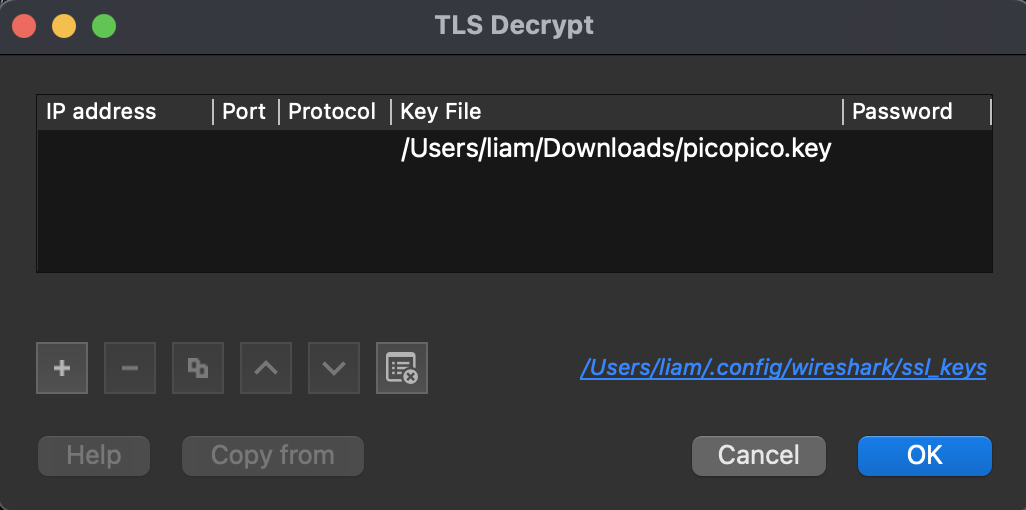 TLS Decrypt
IP address Port Protocol Key File Password
/Users/liam/Downloads/picopico.key
/Users/liam/.config/wireshark/ssl_keys
Help Copy from Cancel OK